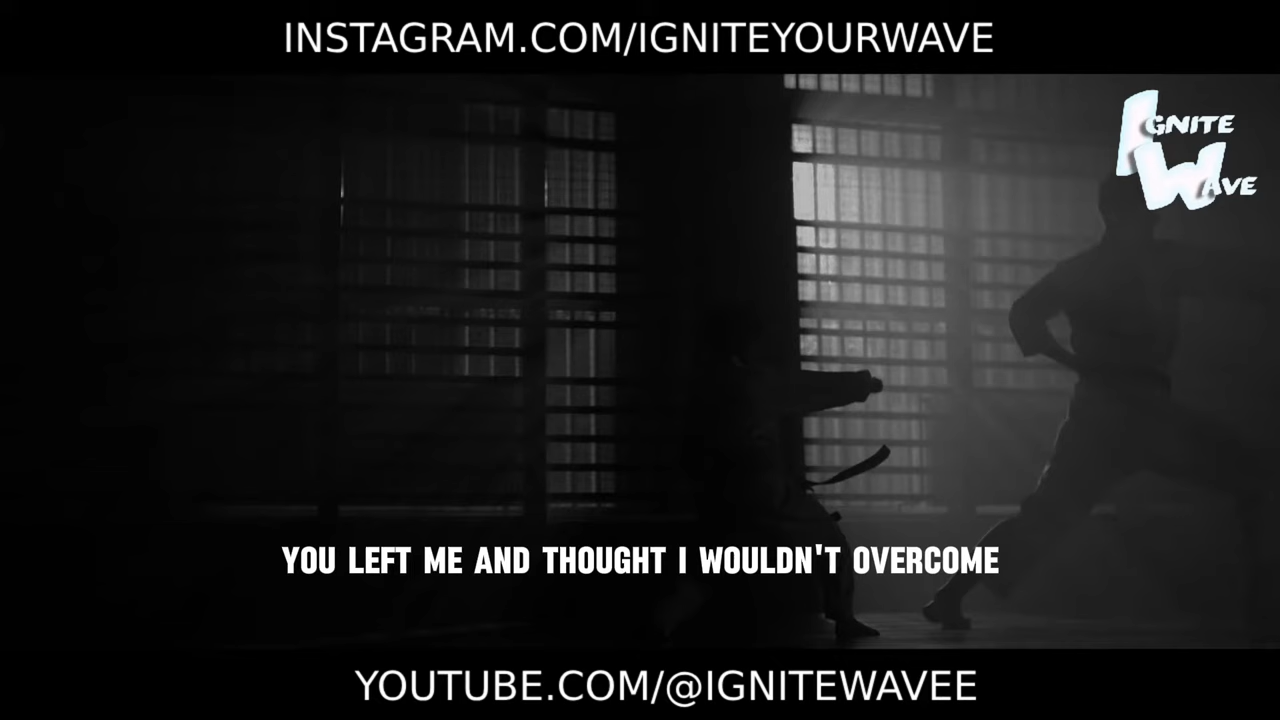 INSTAGRAM.COM/IGNITEYOURWAVE
IGNITE
WAVE
YOU LEFT ME AND THOUGHT I WOULDN'T OVERCOME
YOUTUBE.COM/@IGNITEWAVEE